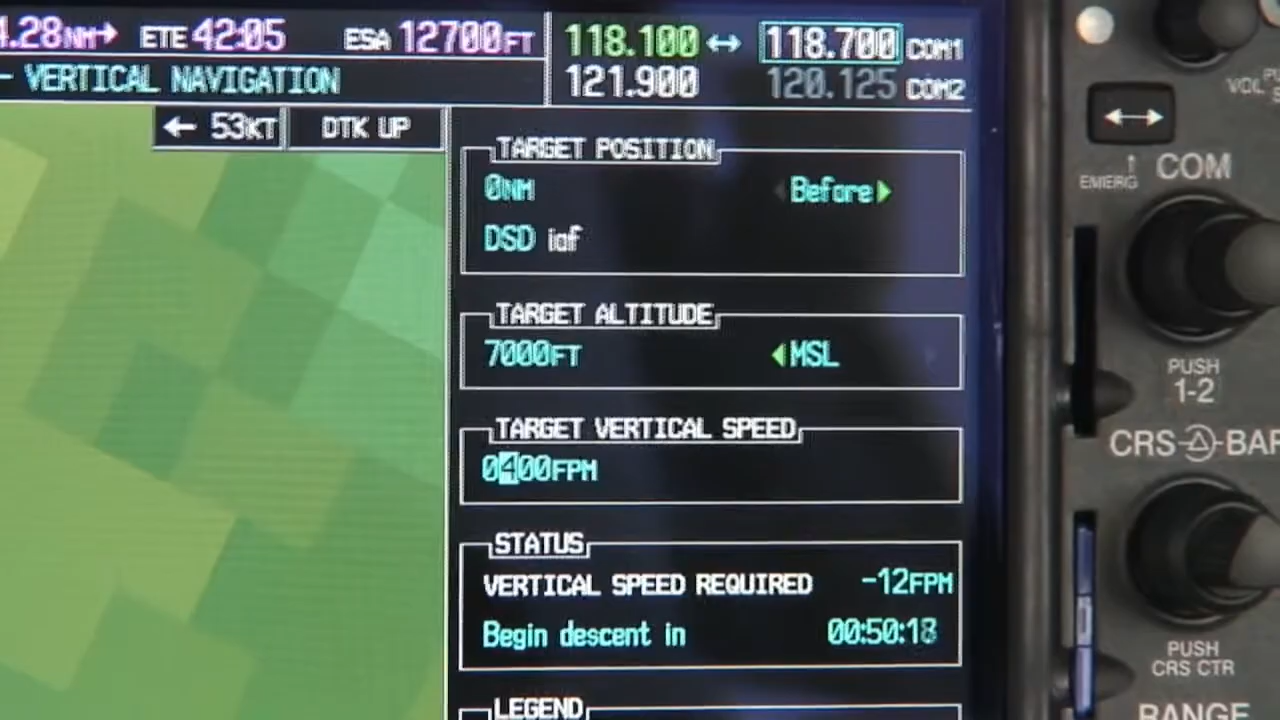 4.28NM→ ETE 42:05 ESA 12700FT
118.100 ↔ 118.700 COM1
- VERTICAL NAVIGATION
121.900 120.125 COM2
← 53KT DTK UP
TARGET POSITION
0NM Before
DSD iaf
TARGET ALTITUDE
7000FT MSL
TARGET VERTICAL SPEED
0400FPM
STATUS
VERTICAL SPEED REQUIRED -12FPM
Begin descent in 00:50:18
LEGEND
VOL
EMERG
COM
PUSH
1-2
CRS BAR
PUSH
CRS CTR
RANGE